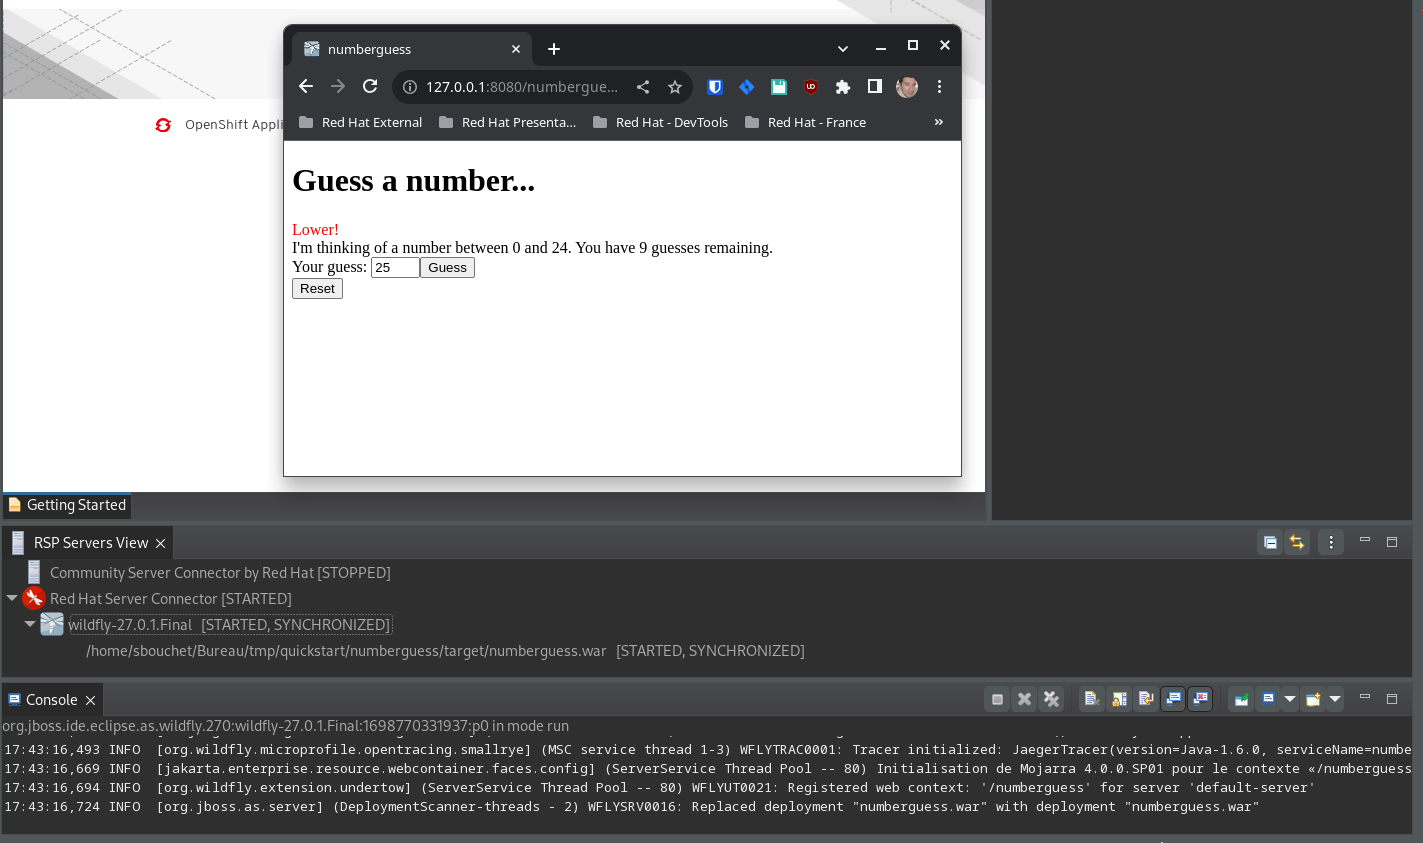 numberguess
127.0.0.1:8080/numbergue...
Red Hat External Red Hat Presenta... Red Hat - DevTools Red Hat - France »
OpenShift Appli
Guess a number...
Lower!
I'm thinking of a number between 0 and 24. You have 9 guesses remaining.
Your guess: 25 Guess
Reset
Getting Started
RSP Servers View
Community Server Connector by Red Hat [STOPPED]
Red Hat Server Connector [STARTED]
wildfly-27.0.1.Final [STARTED, SYNCHRONIZED]
/home/sbouchet/Bureau/tmp/quickstart/numberguess/target/numberguess.war [STARTED, SYNCHRONIZED]
Console
org.jboss.ide.eclipse.as.wildfly.270:wildfly-27.0.1.Final:1698770331937:p0 in mode run
17:43:16,493 INFO [org.wildfly.microprofile.opentracing.smallrye] (MSC service thread 1-3) WFLYTRAC0001: Tracer initialized: JaegerTracer(version=Java-1.6.0, serviceName=numbe
17:43:16,669 INFO [jakarta.enterprise.resource.webcontainer.faces.config] (ServerService Thread Pool -- 80) Initialisation de Mojarra 4.0.0.SP01 pour le contexte «/numberguess
17:43:16,694 INFO [org.wildfly.extension.undertow] (ServerService Thread Pool -- 80) WFLYUT0021: Registered web context: '/numberguess' for server 'default-server'
17:43:16,724 INFO [org.jboss.as.server] (DeploymentScanner-threads - 2) WFLYSRV0016: Replaced deployment "numberguess.war" with deployment "numberguess.war"